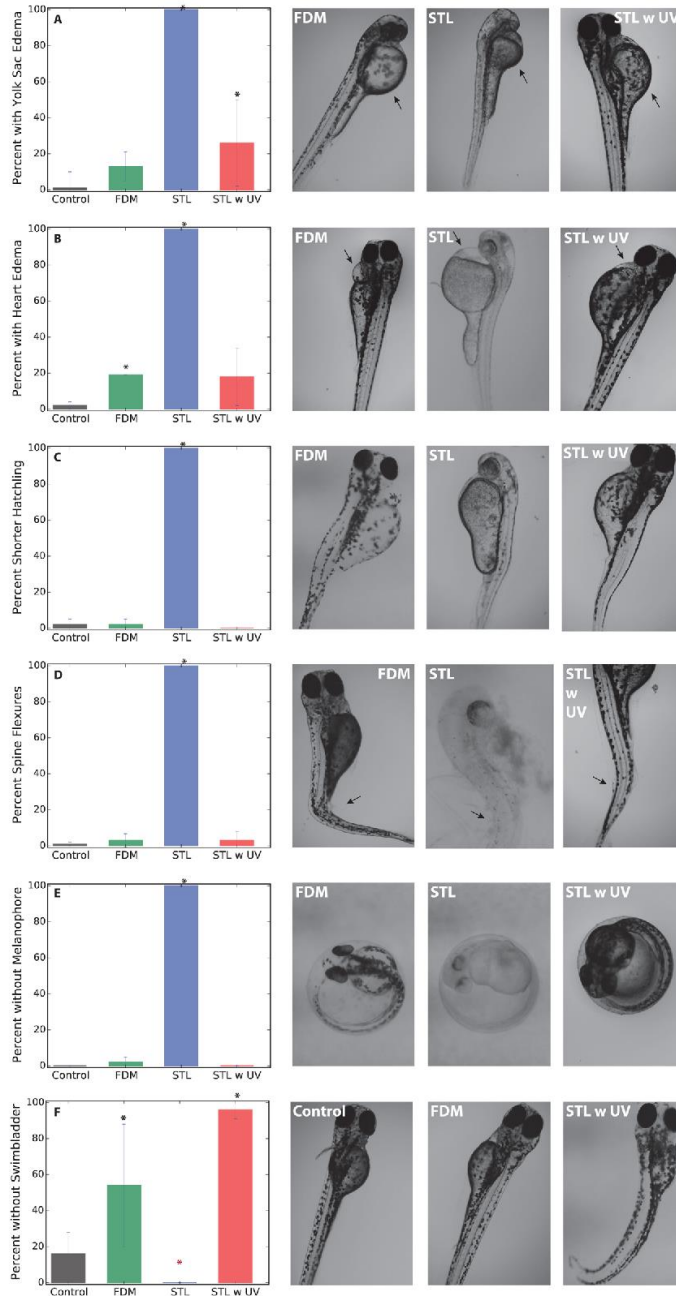 A
Percent with Yolk Sac Edema
100
80
60
40
20
0
*
*
Control FDM STL STL w UV
FDM STL STL w UV
B
Percent with Heart Edema
100
80
60
40
20
0
*
*
Control FDM STL STL w UV
FDM STL STL w UV
C
Percent Shorter Hatchling
100
80
60
40
20
0
*
Control FDM STL STL w UV
FDM STL STL w UV
D
Percent Spine Flexures
100
80
60
40
20
0
*
Control FDM STL STL w UV
FDM STL STL
w
UV
E
Percent without Melanophore
100
80
60
40
20
0
*
Control FDM STL STL w UV
FDM STL STL w UV
F
Percent without Swimbladder
100
80
60
40
20
0
*
*
*
Control FDM STL STL w UV
Control FDM STL w UV